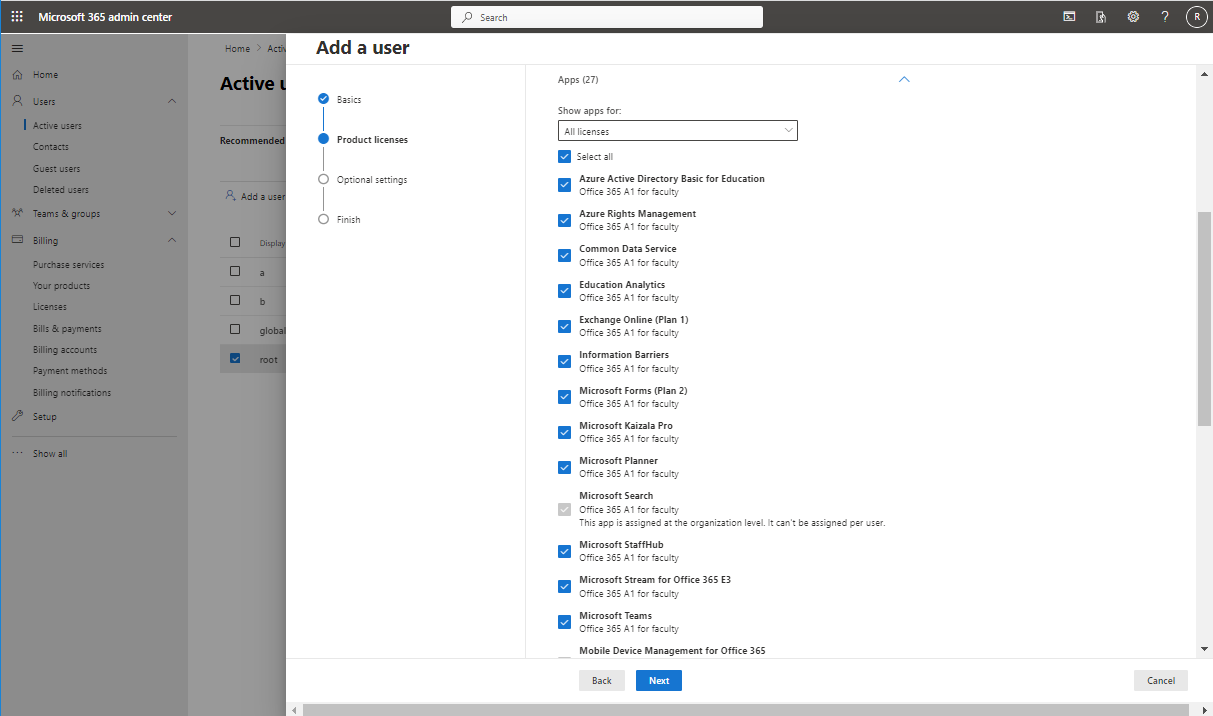 Microsoft 365 admin center
Search
?
R
Home
Users
Active users
Contacts
Guest users
Deleted users
Teams & groups
Billing
Purchase services
Your products
Licenses
Bills & payments
Billing accounts
Payment methods
Billing notifications
Setup
Show all
Home
Active u
Recommended
Add a user
Display
a
b
global
root
Add a user
Basics
Product licenses
Optional settings
Finish
Apps (27)
Show apps for:
All licenses
Select all
Azure Active Directory Basic for Education
Office 365 A1 for faculty
Azure Rights Management
Office 365 A1 for faculty
Common Data Service
Office 365 A1 for faculty
Education Analytics
Office 365 A1 for faculty
Exchange Online (Plan 1)
Office 365 A1 for faculty
Information Barriers
Office 365 A1 for faculty
Microsoft Forms (Plan 2)
Office 365 A1 for faculty
Microsoft Kaizala Pro
Office 365 A1 for faculty
Microsoft Planner
Office 365 A1 for faculty
Microsoft Search
Office 365 A1 for faculty
This app is assigned at the organization level. It can't be assigned per user.
Microsoft StaffHub
Office 365 A1 for faculty
Microsoft Stream for Office 365 E3
Office 365 A1 for faculty
Microsoft Teams
Office 365 A1 for faculty
Mobile Device Management for Office 365
Back
Next
Cancel